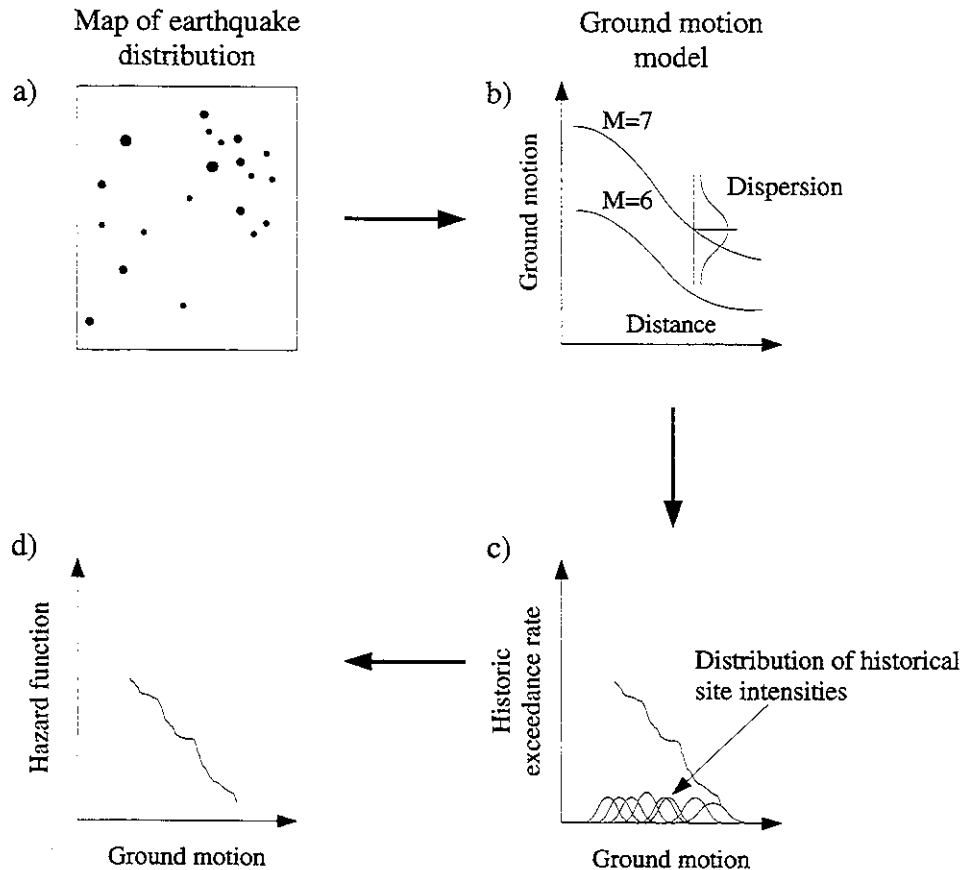 Map of earthquake
distribution
a)
Ground motion
model
b)
M=7
M=6
Dispersion
Ground motion
Distance
d)
Hazard function
Ground motion
c)
Historic
exceedance rate
Distribution of historical
site intensities
Ground motion